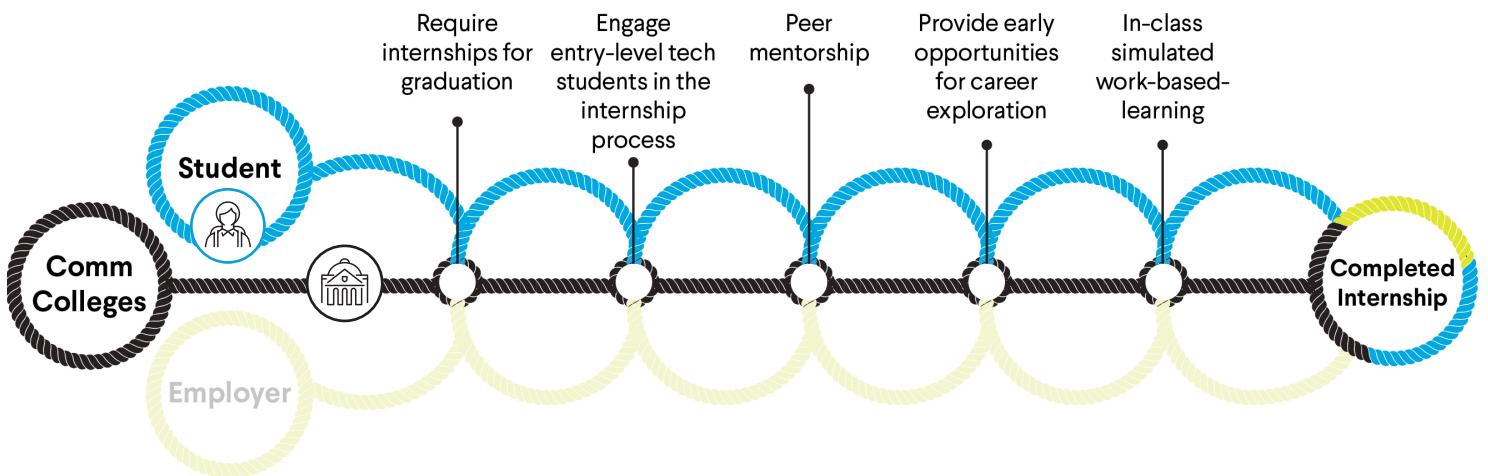 Require
internships for
graduation
Engage
entry-level tech
students in the
internship
process
Peer
mentorship
Provide early
opportunities
for career
exploration
In-class
simulated
work-based-
learning
Student
Comm
Colleges
Completed
Internship
Employer